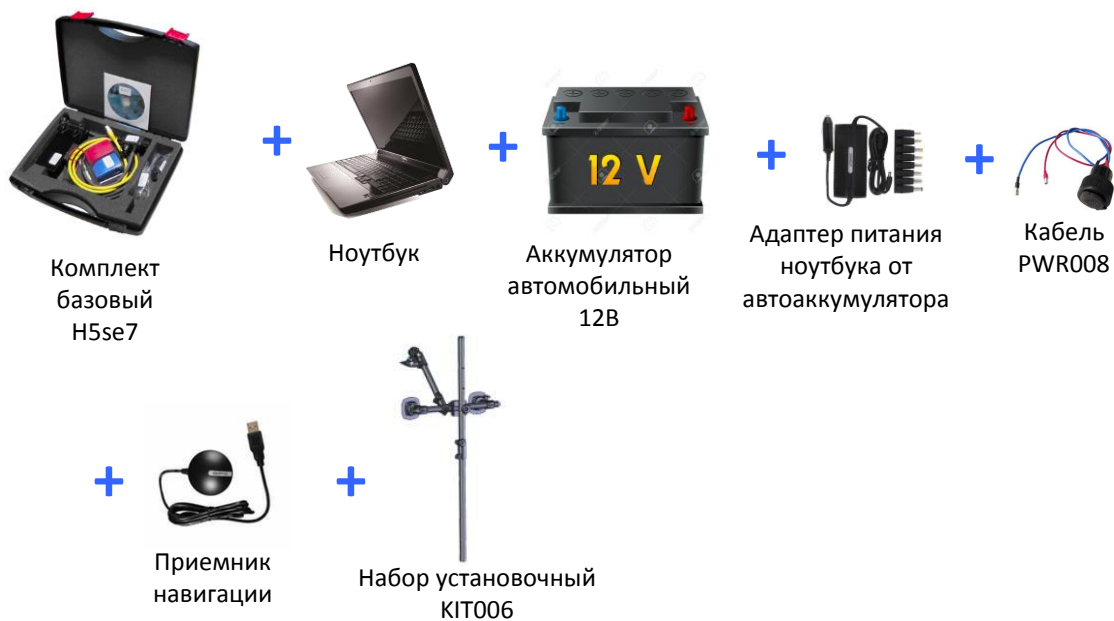 12 V
Комплект
базовый
H5se7
Ноутбук
Аккумулятор
автомобильный
12В
Адаптер питания
ноутбука от
автоаккумулятора
Кабель
PWR008
Приемник
навигации
Набор установочный
KIT006